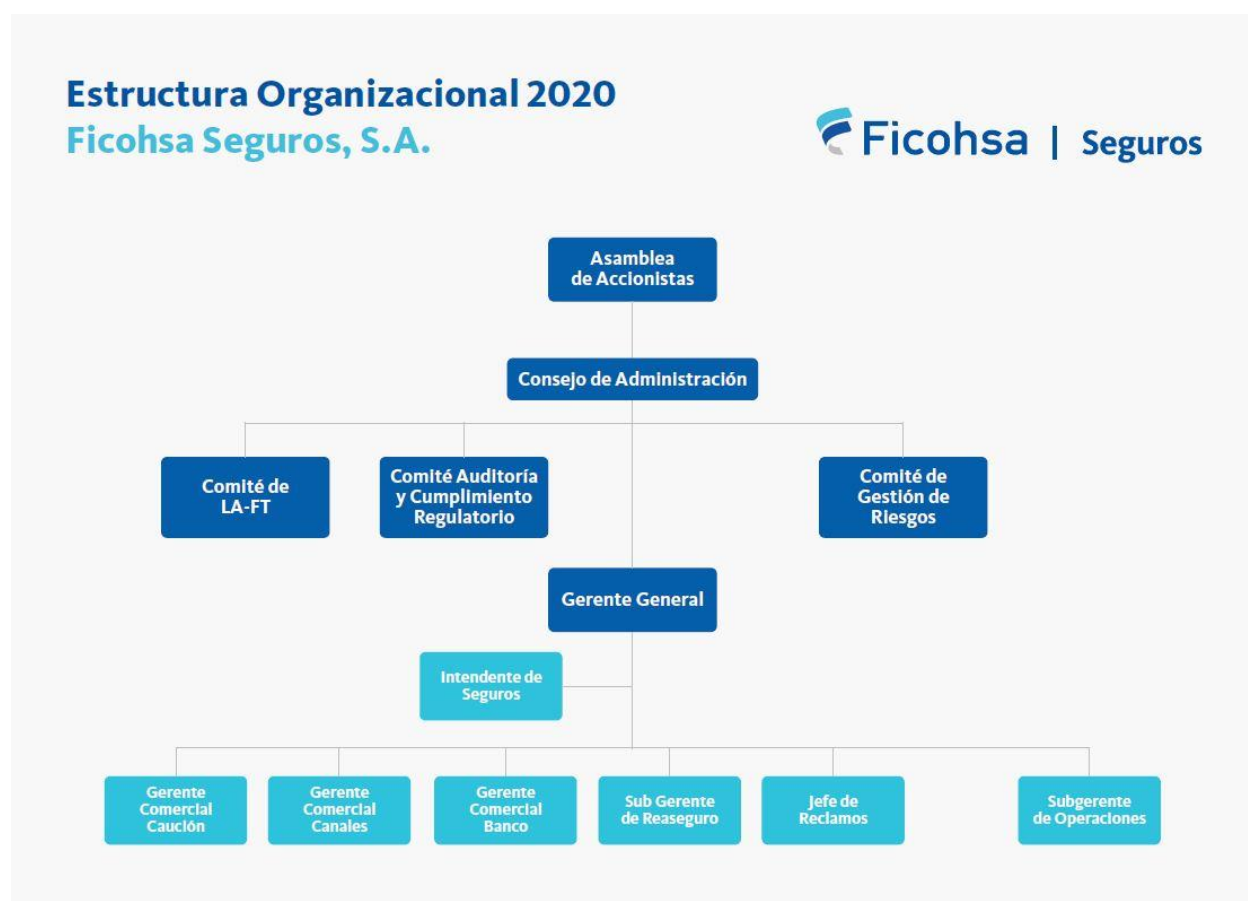 Estructura Organizacional 2020
Ficohsa Seguros, S.A.
Ficohsa | Seguros
Asamblea
de Accionistas
Consejo de Administración
Comité de
LA-FT
Comité Auditoría
y Cumplimiento
Regulatorio
Comité de
Gestión de
Riesgos
Gerente General
Intendente de
Seguros
Gerente
Comercial
Caución
Gerente
Comercial
Canales
Gerente
Comercial
Banco
Sub Gerente
de Reaseguro
Jefe de
Reclamos
Subgerente
de Operaciones